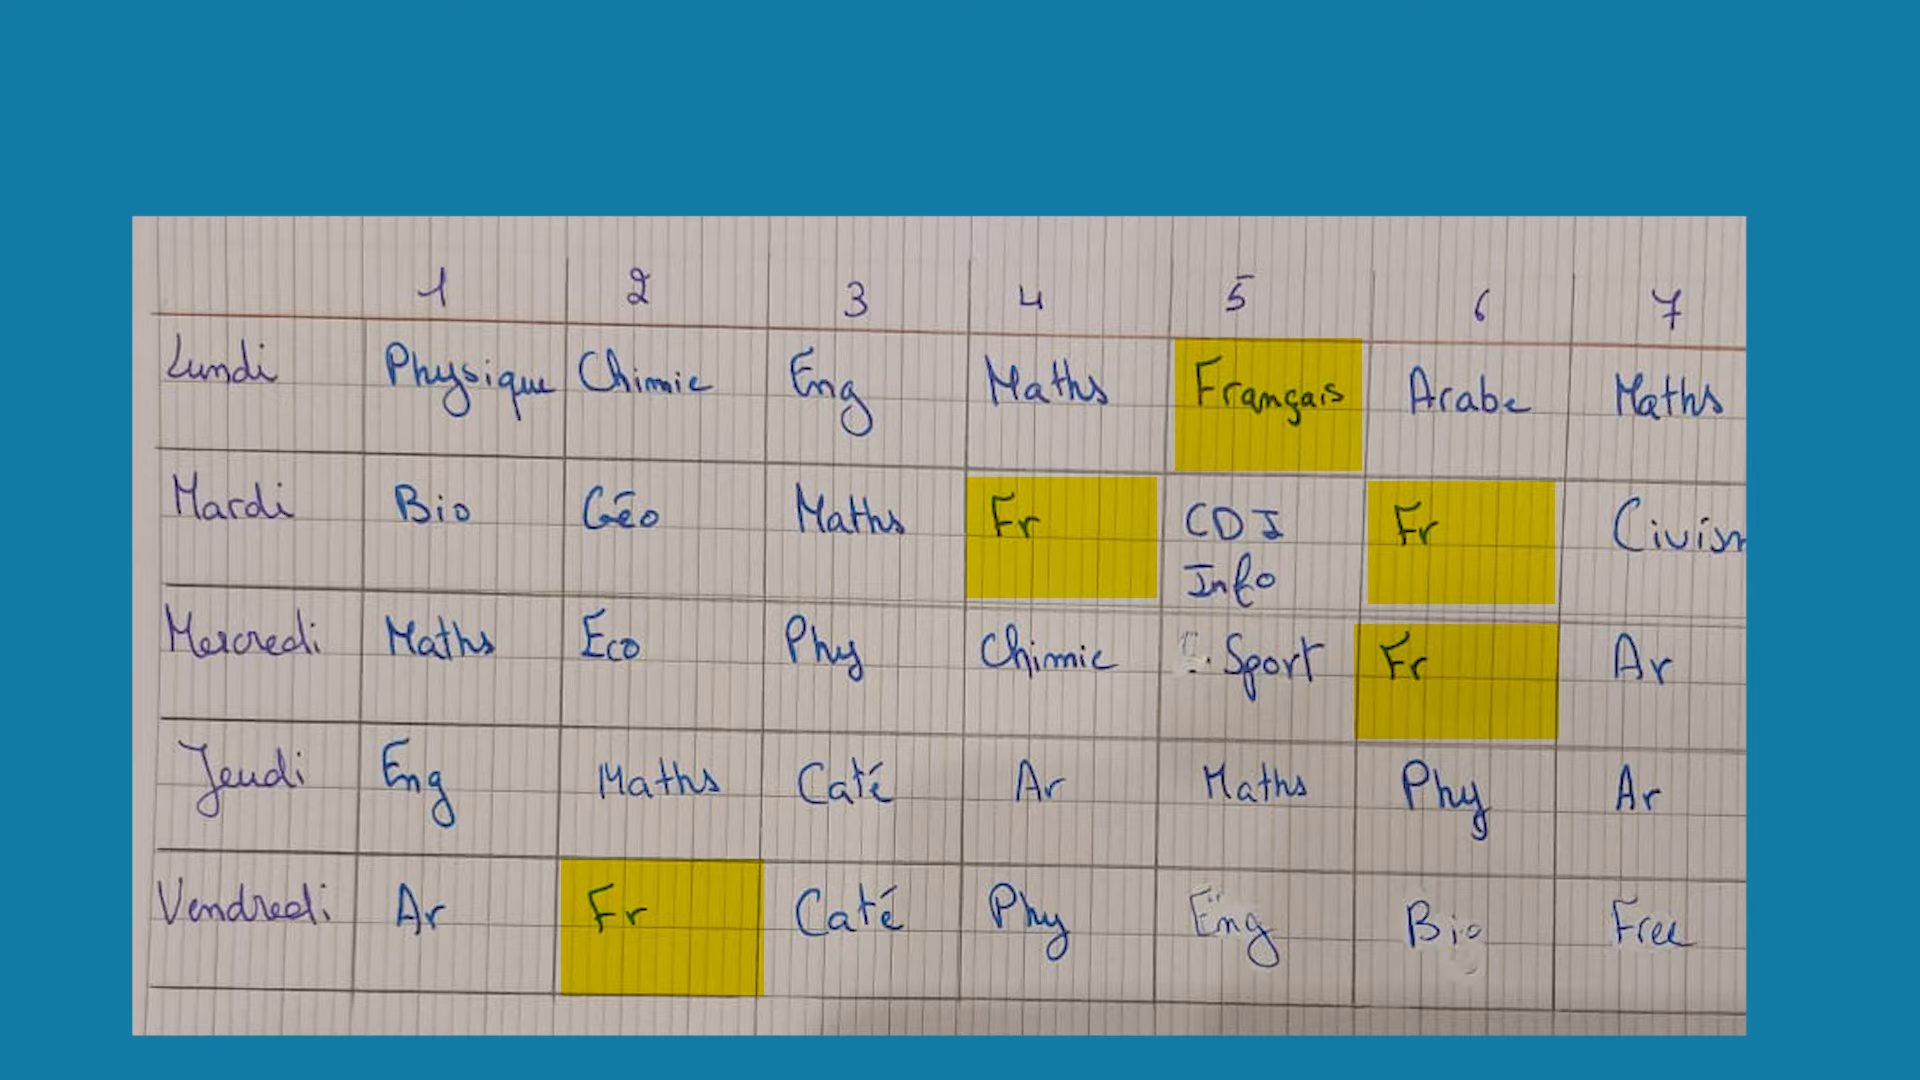 1 2 3 4 5 6 7
Lundi Physique Chimie Eng Maths Français Arabe Maths
Mardi Bio Géo Maths Fr CDI Info Fr Civism
Mercredi Maths Eco Phy Chimie Sport Fr Ar
Jeudi Eng Maths Caté Ar Maths Phy Ar
Vendredi Ar Fr Caté Phy Eng Bio Free